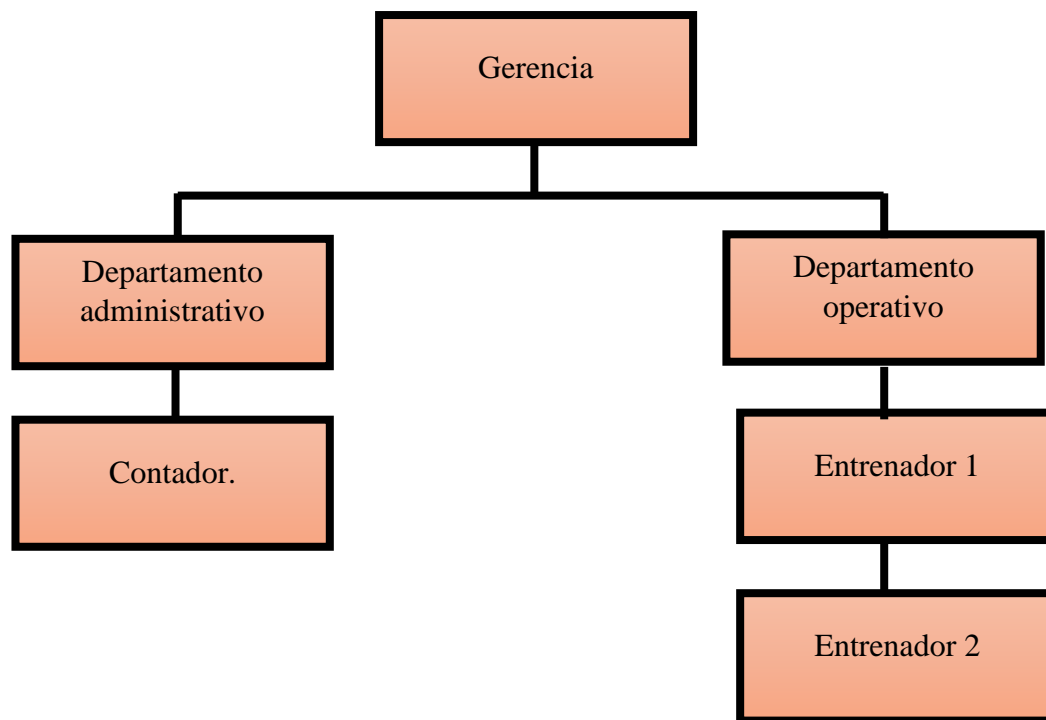 Gerencia
Departamento
administrativo
Departamento
operativo
Contador.
Entrenador 1
Entrenador 2